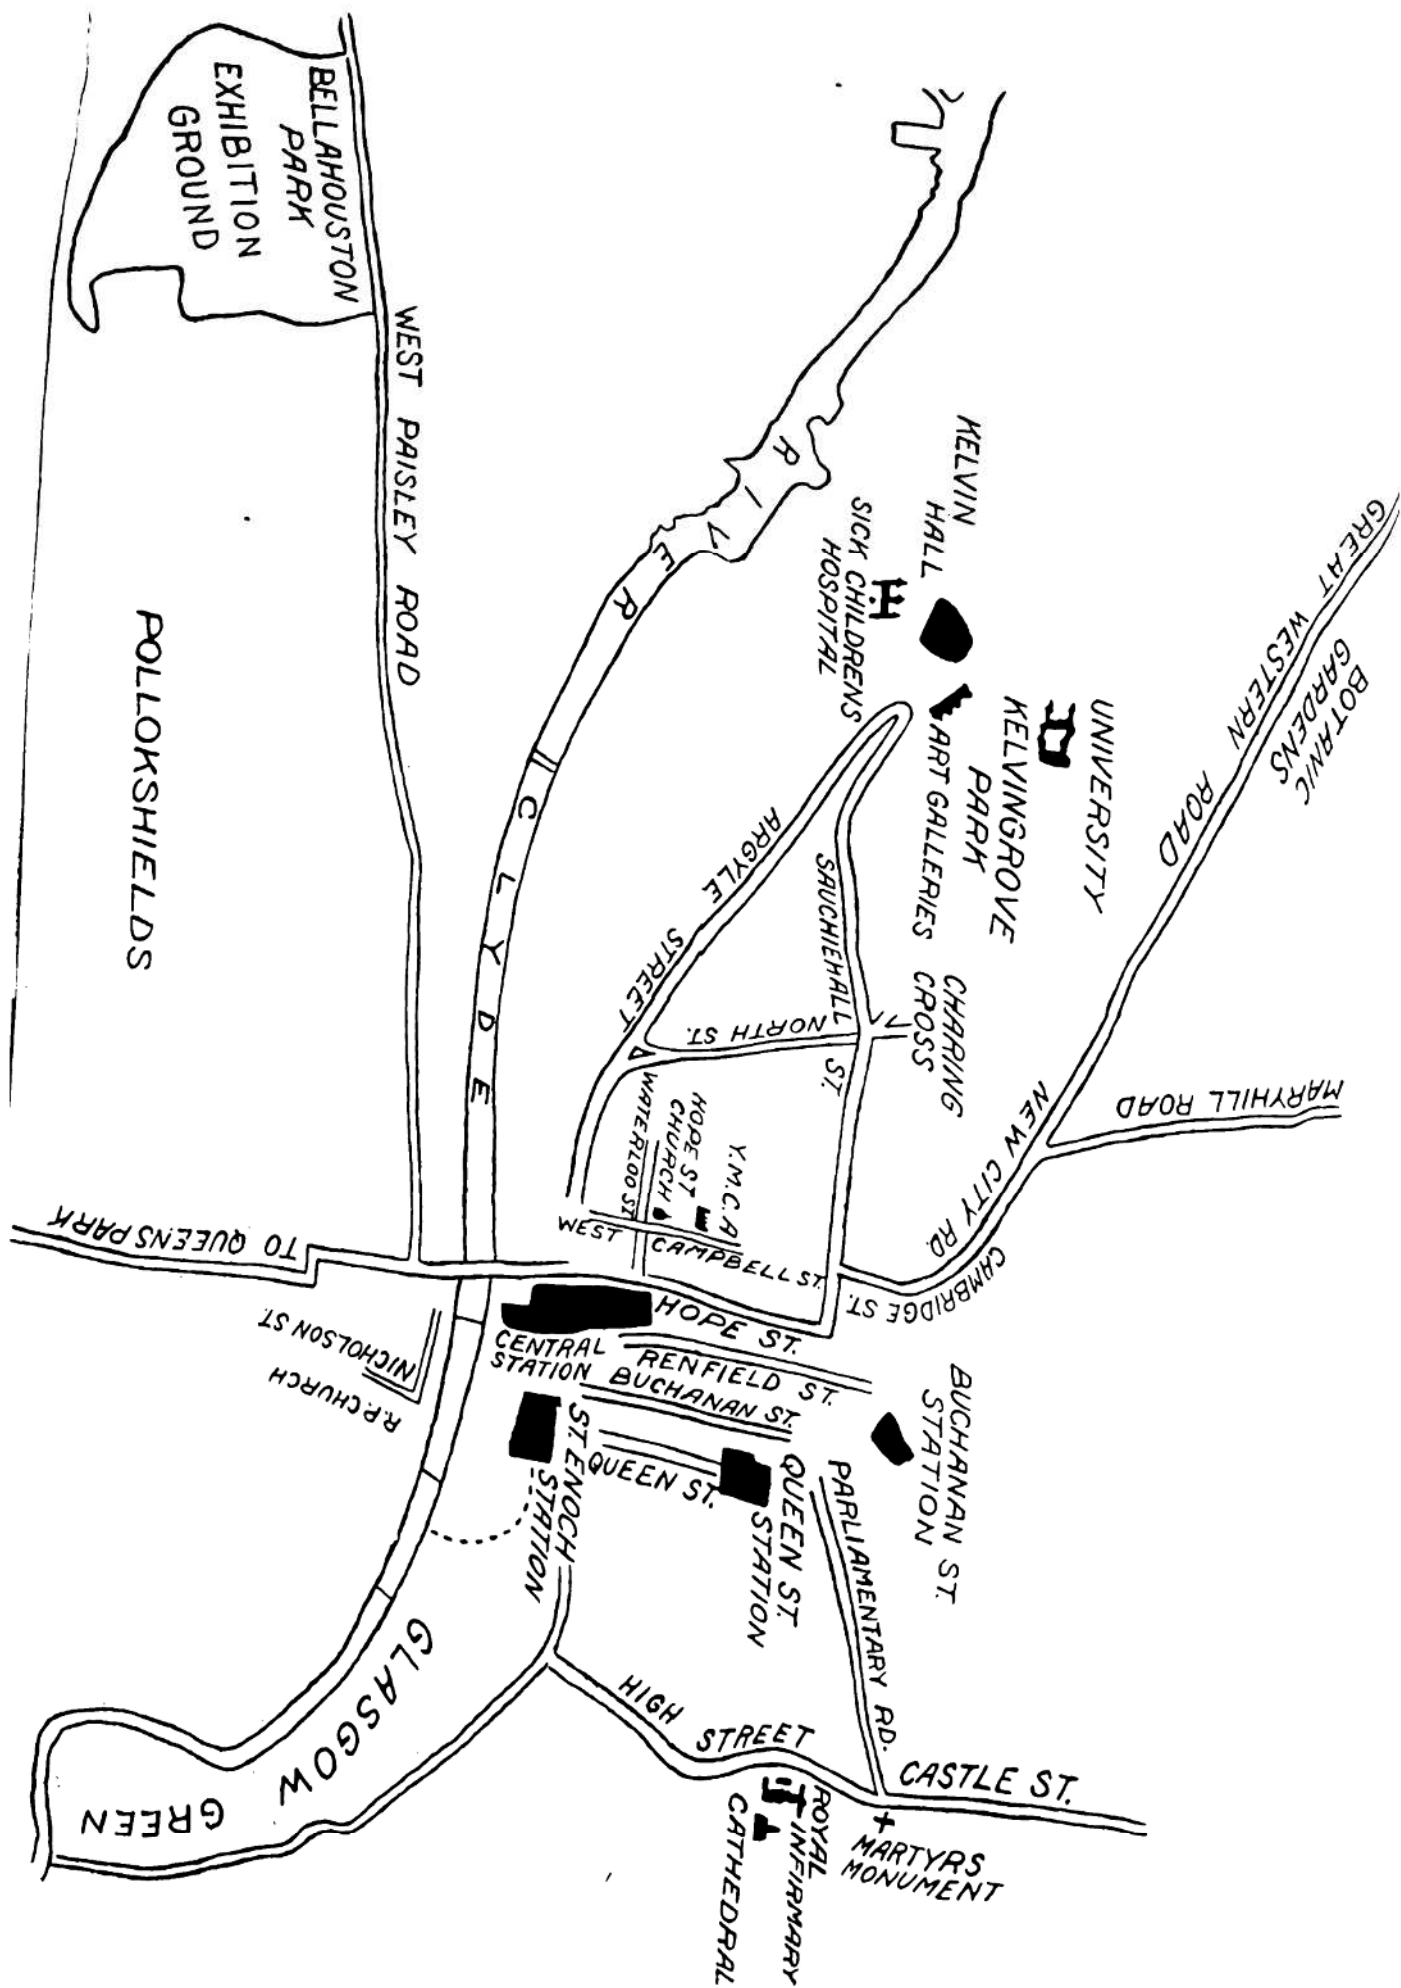 BELLAHOUSTON
PARK
EXHIBITION
GROUND
WEST PAISLEY ROAD
POLLOKSHIELDS
RIVER CLYDE
KELVIN
HALL
SICK CHILDRENS
HOSPITAL
GREAT WESTERN
ROAD
BOTANIC
GARDENS
UNIVERSITY
KELVINGROVE
PARK
ART GALLERIES
ARGYLE
STREET
SAUCHIEHALL
ST.
NORTH ST.
CHARING
CROSS
NEW CITY RD.
MARYHILL ROAD
CAMBRIDGE ST.
WATERLOO ST.
HOPE ST
CHURCH
Y.M.C.A
WEST
CAMPBELL ST.
TO QUEENS PARK
NICHOLSON ST.
R.P. CHURCH
HOPE ST.
CENTRAL
STATION
RENFIELD ST.
BUCHANAN ST.
BUCHANAN ST.
STATION
ST. ENOCH
STATION
QUEEN ST.
QUEEN ST.
STATION
PARLIAMENTARY RD.
HIGH
STREET
CASTLE ST.
MARTYRS
MONUMENT
ROYAL
INFIRMARY
CATHEDRAL
GLASGOW
GREEN